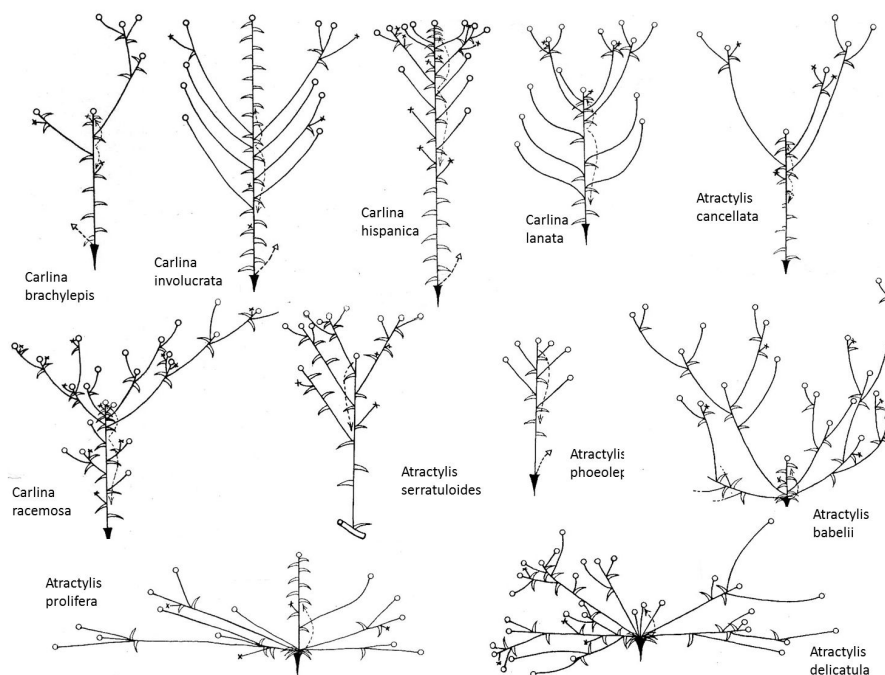 Carlina
brachylepis
Carlina
involucrata
Carlina
hispanica
Carlina
lanata
Atractylis
cancellata
Carlina
racemosa
Atractylis
serratuloides
Atractylis
phoeolep
Atractylis
babelii
Atractylis
prolifera
Atractylis
delicatula